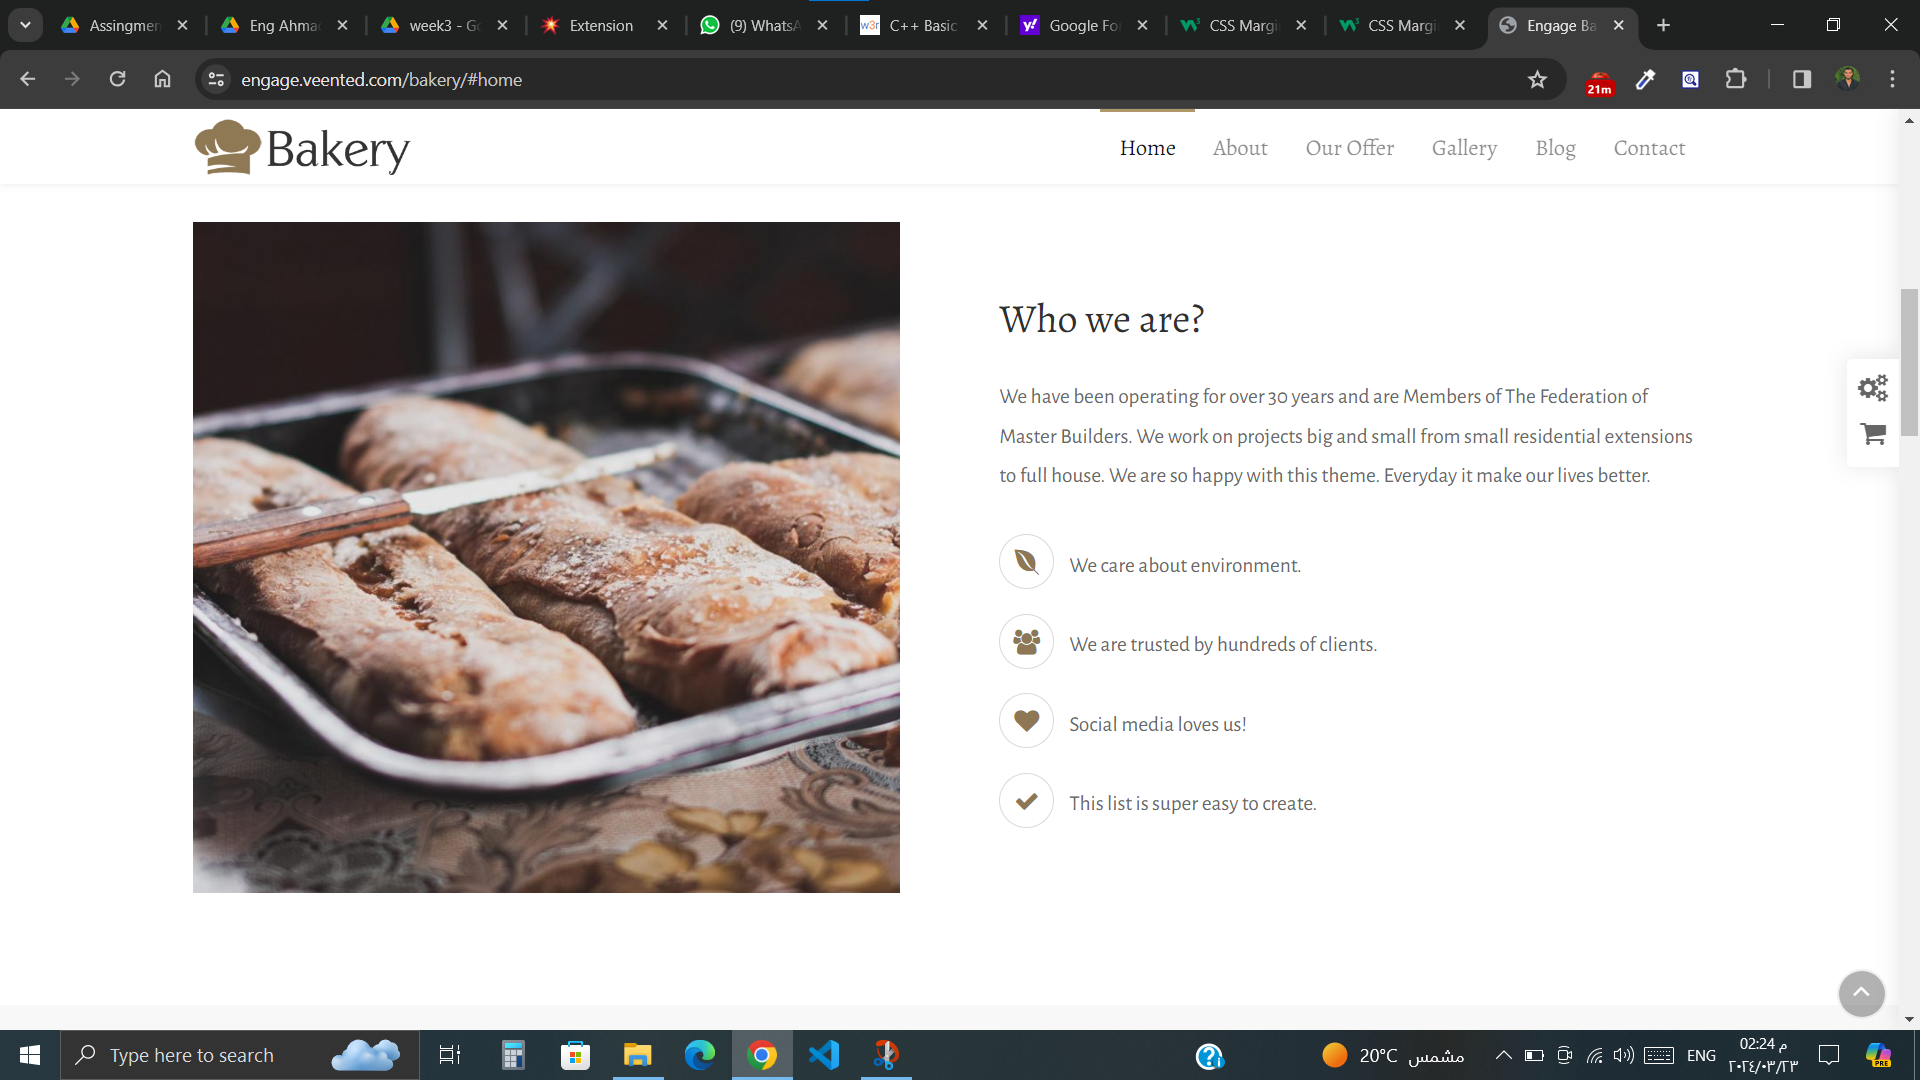 Assingmen
Eng Ahma
week3 - Go
Extension
(9) WhatsA
w3r
C++ Basic
Google Fo
CSS Margi
CSS Margi
Engage Ba
engage.veented.com/bakery/#home
21m
Bakery
Home About Our Offer Gallery Blog Contact
Who we are?
We have been operating for over 30 years and are Members of The Federation of
Master Builders. We work on projects big and small from small residential extensions
to full house. We are so happy with this theme. Everyday it make our lives better.
We care about environment.
We are trusted by hundreds of clients.
Social media loves us!
This list is super easy to create.
Type here to search
20°C مشمس
ENG
02:24 م
٢٠٢٤/٠٣/٢٣
PRE